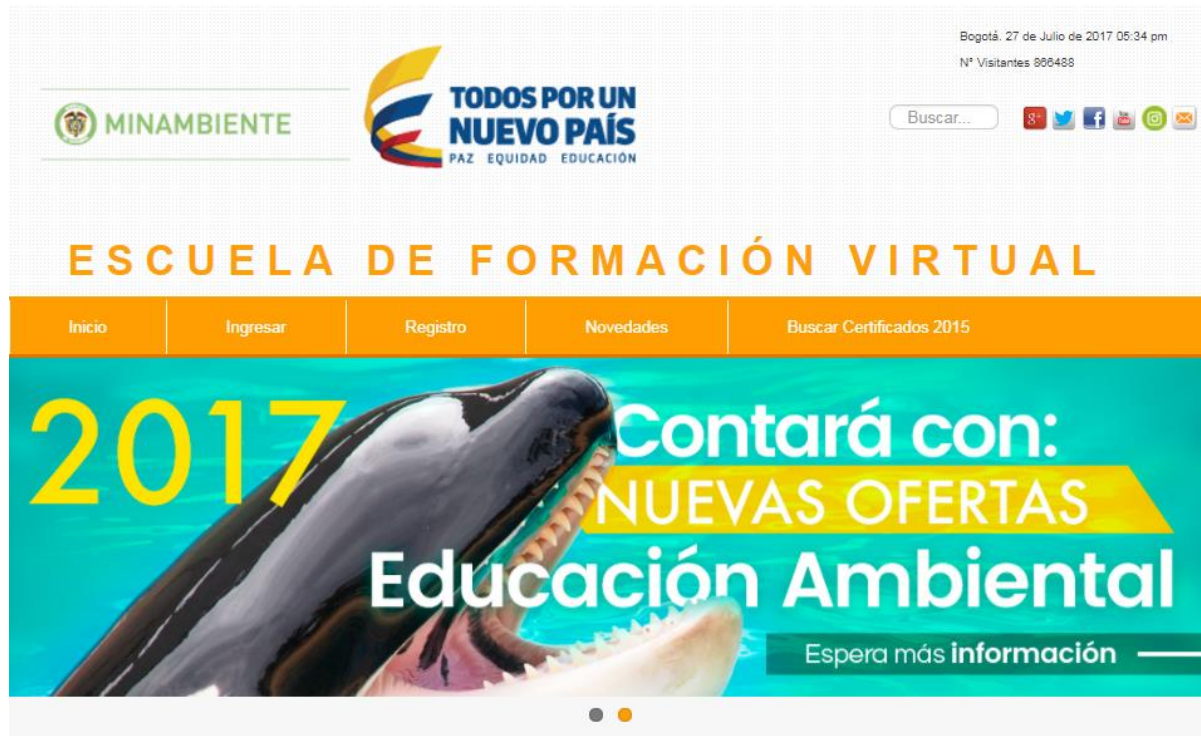 Bogotá. 27 de Julio de 2017 05:34 pm
N° Visitantes 866488
MINAMBIENTE
TODOS POR UN
NUEVO PAÍS
PAZ EQUIDAD EDUCACIÓN
Buscar...
ESCUELA DE FORMACIÓN VIRTUAL
Inicio Ingresar Registro Novedades Buscar Certificados 2015
2017
Contará con:
NUEVAS OFERTAS
Educación Ambiental
Espera más información